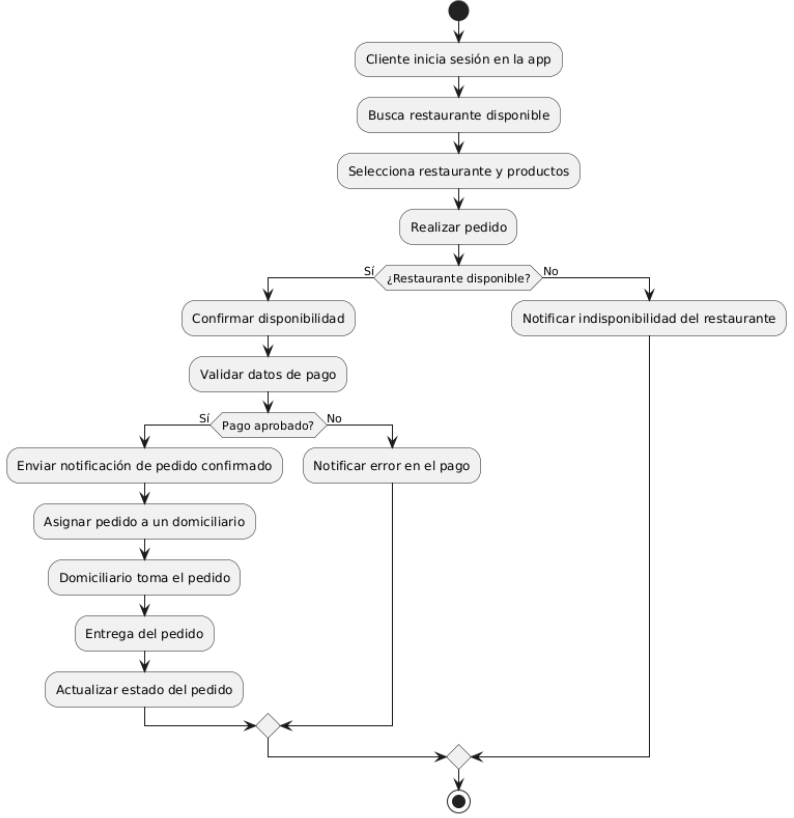 Cliente inicia sesión en la app
Busca restaurante disponible
Selecciona restaurante y productos
Realizar pedido
Sí
¿Restaurante disponible?
No
Confirmar disponibilidad
Notificar indisponibilidad del restaurante
Validar datos de pago
Sí
Pago aprobado?
No
Enviar notificación de pedido confirmado
Notificar error en el pago
Asignar pedido a un domiciliario
Domiciliario toma el pedido
Entrega del pedido
Actualizar estado del pedido